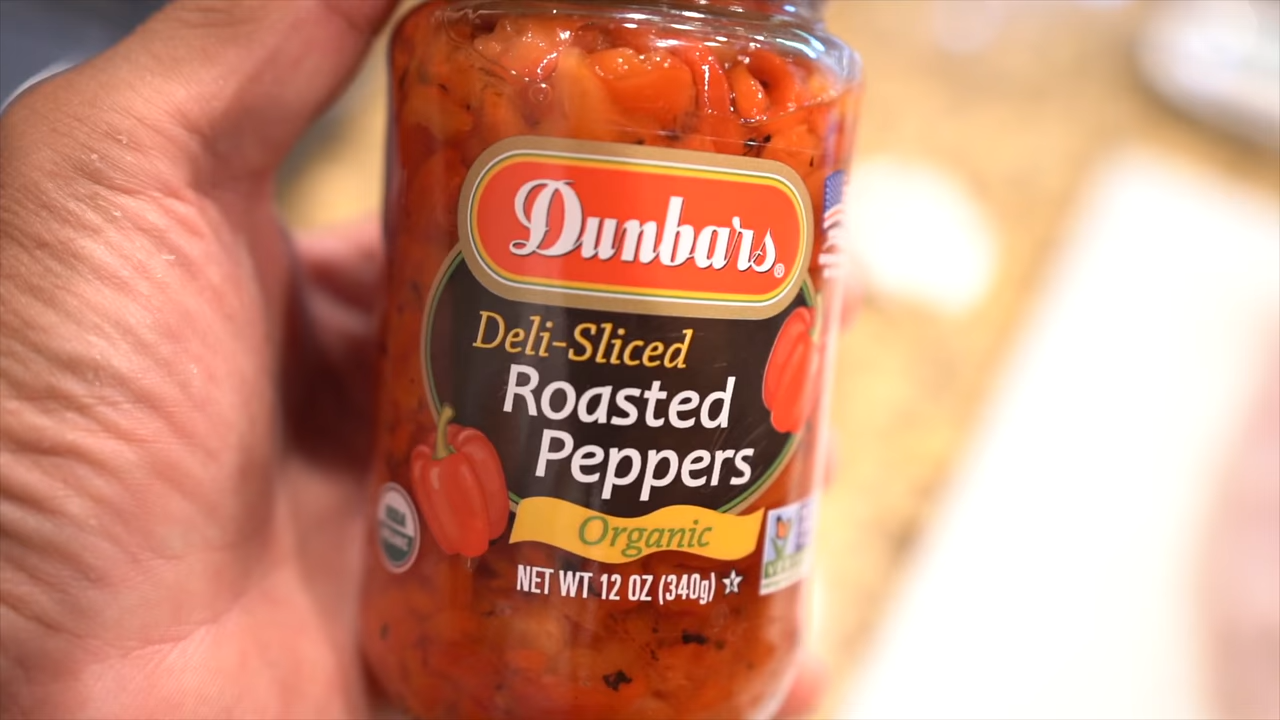 Dunbars®
Deli-Sliced
Roasted
Peppers
Organic
NET WT 12 OZ (340g)